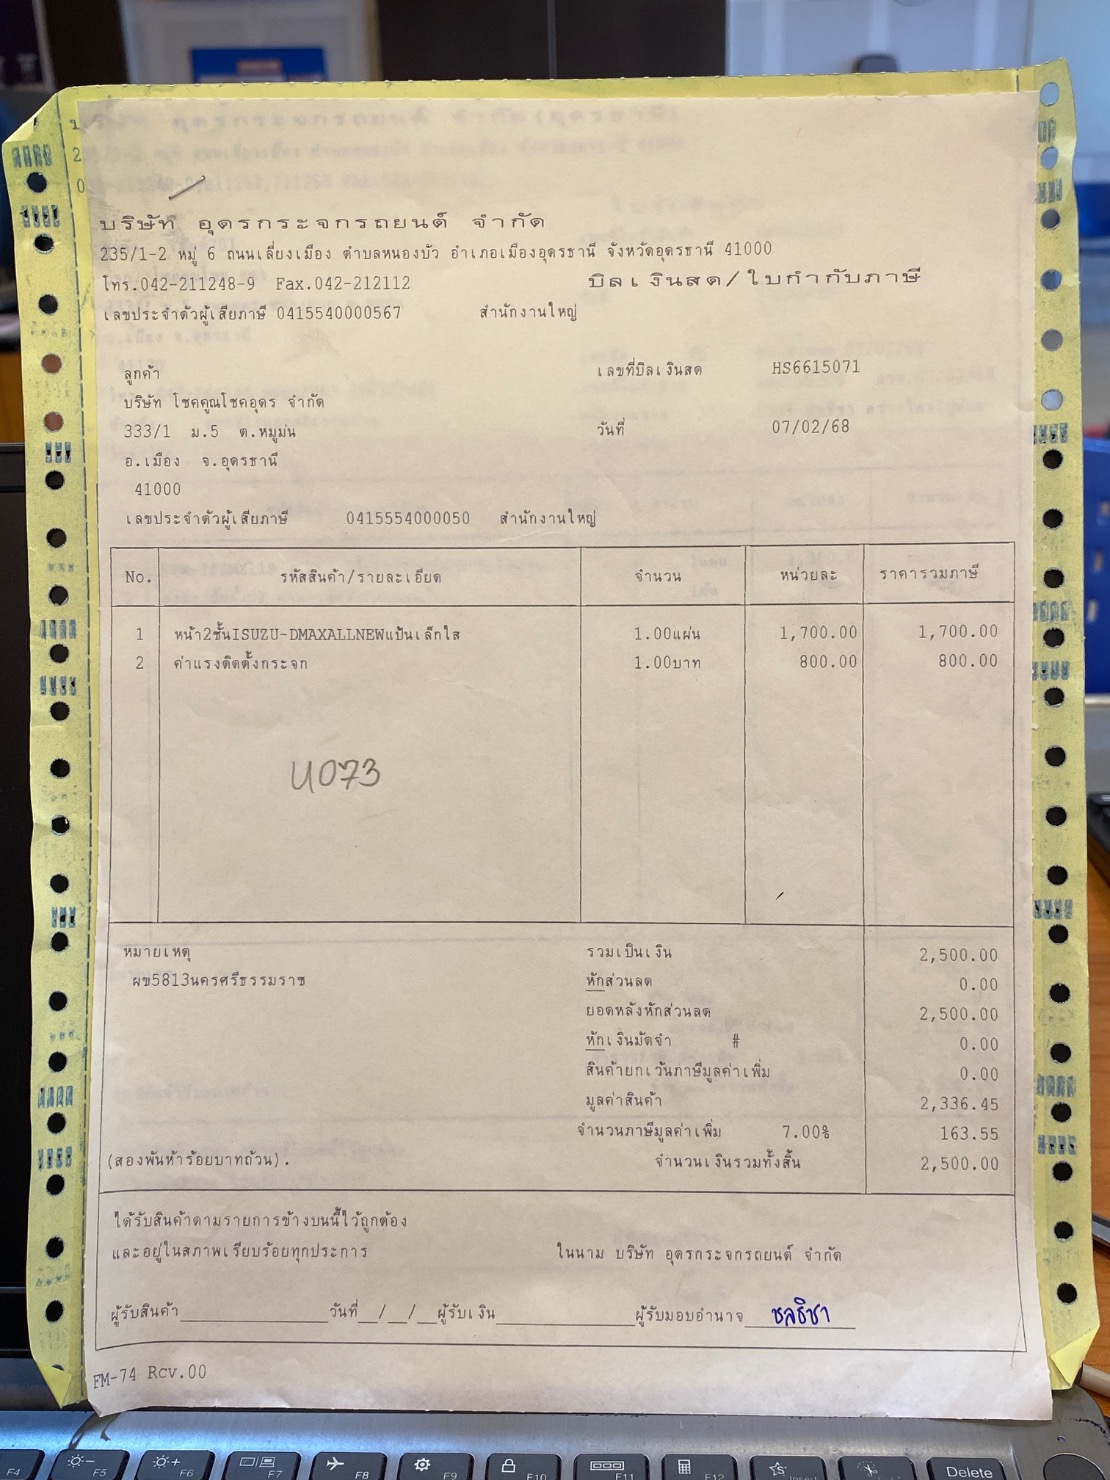 บริษัท อุดรกระจกรถยนต์ จำกัด
235/1-2 หมู่ 6 ถนนเลี่ยงเมือง ตำบลหนองบัว อำเภอเมืองอุดรธานี จังหวัดอุดรธานี 41000
โทร.042-211248-9 Fax.042-212112 บิลเงินสด/ใบกำกับภาษี
เลขประจำตัวผู้เสียภาษี 0415540000567 สำนักงานใหญ่
ลูกค้า เลขที่บิลเงินสด HS6615071
บริษัท โชคคูณโชคอุดร จำกัด
333/1 ม.5 ต.หมูม่น วันที่ 07/02/68
อ.เมือง จ.อุดรธานี
41000
เลขประจำตัวผู้เสียภาษี 0415554000050 สำนักงานใหญ่
No. รหัสสินค้า/รายละเอียด จำนวน หน่วยละ ราคารวมภาษี
1 หน้า2ชั้นISUZU-DMAXALLNEWแป้นเล็กใส 1.00แผ่น 1,700.00 1,700.00
2 ค่าแรงติดตั้งกระจก 1.00บาท 800.00 800.00
U073
หมายเหตุ รวมเป็นเงิน 2,500.00
ผข5813นครศรีธรรมราช หักส่วนลด 0.00
ยอดหลังหักส่วนลด 2,500.00
หักเงินมัดจำ # 0.00
สินค้ายกเว้นภาษีมูลค่าเพิ่ม 0.00
มูลค่าสินค้า 2,336.45
จำนวนภาษีมูลค่าเพิ่ม 7.00% 163.55
(สองพันห้าร้อยบาทถ้วน). จำนวนเงินรวมทั้งสิ้น 2,500.00
ได้รับสินค้าตามรายการข้างบนนี้ไว้ถูกต้อง
และอยู่ในสภาพเรียบร้อยทุกประการ ในนาม บริษัท อุดรกระจกรถยนต์ จำกัด
ผู้รับสินค้า วันที่ / / ผู้รับเงิน ผู้รับมอบอำนาจ ชลธิชา
FM-74 Rev.00
F4 F5 F6 F7 F8 F9 F10 F11 F12 Insert Delete